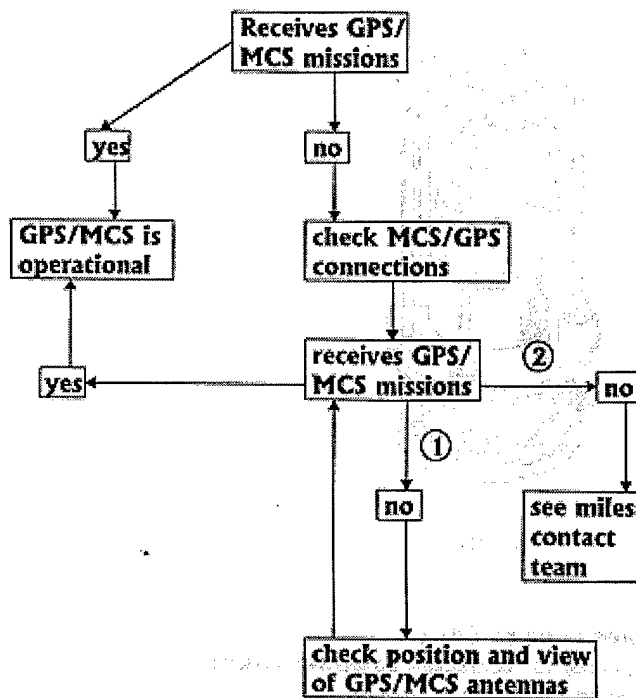 Receives GPS/
MCS missions
yes
no
GPS/MCS is
operational
check MCS/GPS
connections
receives GPS/
MCS missions
②
yes
no
①
no
see miles
contact
team
check position and view
of GPS/MCS antennas